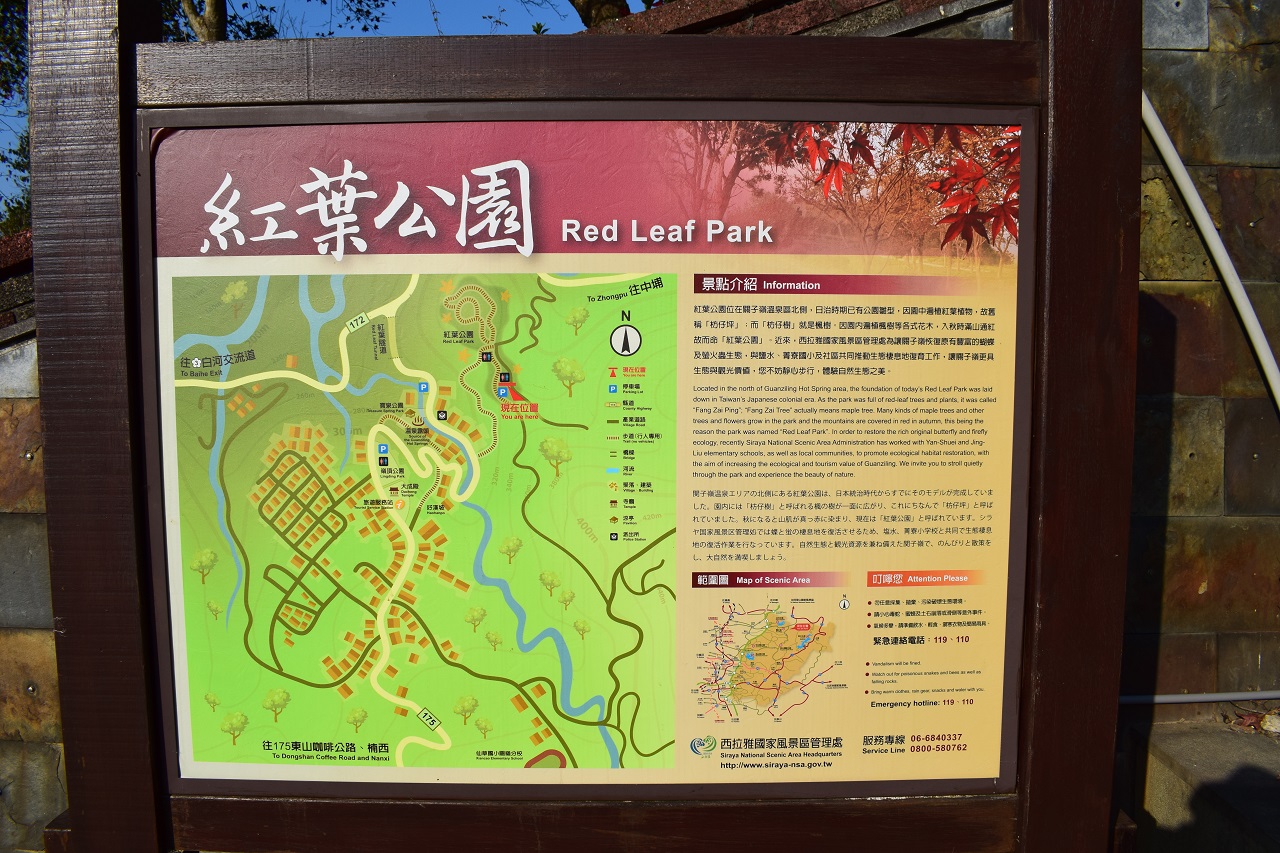 紅葉公園 Red Leaf Park
景點介紹 Information
紅葉公園位在關子嶺溫泉區北側，日治時期已有公園雛型，因園中遍植紅葉植物，故舊
稱「枋仔坪」；而「枋仔樹」就是楓樹，因園內遍植楓樹等各式花木，入秋時滿山通紅
故而命「紅葉公園」。近來，西拉雅國家風景區管理處為讓關子嶺恢復原有豐富的蝴蝶
及螢火蟲生態，與鹽水、菁寮國小及社區共同推動生態棲息地復育工作，讓關子嶺更具
生態與觀光價值，您不妨靜心步行，體驗自然生態之美。
Located in the north of Guanziling Hot Spring area, the foundation of today's Red Leaf Park was laid
down in Taiwan's Japanese colonial era. As the park was full of red-leaf trees and plants, it was called
"Fang Zai Ping"; "Fang Zai Tree" actually means maple tree. Many kinds of maple trees and other
trees and flowers grow in the park and the mountains are covered in red in autumn, this being the
reason the park was named "Red Leaf Park". In order to restore the rich original butterfly and firefly
ecology, recently Siraya National Scenic Area Administration has worked with Yan-Shuei and Jing-
Liu elementary schools, as well as local communities, to promote ecological habitat restoration, with
the aim of increasing the ecological and tourism value of Guanziling. We invite you to stroll quietly
through the park and experience the beauty of nature.
関子嶺温泉エリアの北側にある紅葉公園は、日本統治時代からすでにそのモデルが完成していま
した。園内には「枋仔樹」と呼ばれる楓の樹が一面に広がり、これにちなんで「枋仔坪」と呼ば
れていました。秋になると山肌が真っ赤に染まり、現在は「紅葉公園」と呼ばれています。シラ
ヤ国家風景区管理処では蝶と蛍の棲息地を復活させるため、塩水、菁寮小学校と共同で生態棲息
地の復活作業を行なっています。自然生態と観光資源を兼ね備えた関子嶺で、のんびりと散策を
し、大自然を満喫しましょう。
範圍圖 Map of Scenic Area
叮嚀您 Attention Please
緊急連絡電話：119、110
Vandalism will be fined.
Watch out for poisonous snakes and bees as well as
falling rocks.
Bring warm clothes, rain gear, snacks and water with you.
Emergency hotline: 119、110
西拉雅國家風景區管理處
Siraya National Scenic Area Headquarters
http://www.siraya-nsa.gov.tw
服務專線 06-6840337
Service Line 0800-580762
To Zhongpu 往中埔
N
172
紅葉隧道
Red Leaf Tunnel
紅葉公園
Red Leaf Park
往 白河交流道
To Baihe Exit
現在位置
You are here
寶泉公園
溫泉露頭
嶺頂公園
Lingding Park
大成殿
Dacheng Temple
旅遊服務站
Tourist Service Station
好漢坡
Haohanpo
300m
320m
340m
400m
420m
175
往175東山咖啡公路、楠西
To Dongshan Coffee Road and Nanxi
仙草國小關嶺分校
現在位置
You are here
停車場
Parking Lot
縣道
County Highway
產業道路
Trail Road
步道(行人專用)
橋樑
Bridge
河流
River
聚落、建築
Village、Building
寺廟
Temple
涼亭
Pavilion
派出所
Police Station